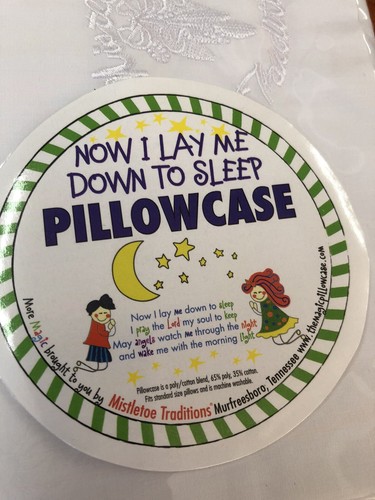 NOW I LAY ME
DOWN TO SLEEP
PILLOWCASE
Now I lay me down to sleep
I pray the Lord my soul to keep
May angels watch me through the night
and wake me with the morning light.
Pillowcase is a poly/cotton blend, 65% poly, 35% cotton.
Fits standard size pillows and is machine washable.
More Magic brought to you by Mistletoe Traditions® Murfreesboro, Tennessee www.themagicpillowcase.com